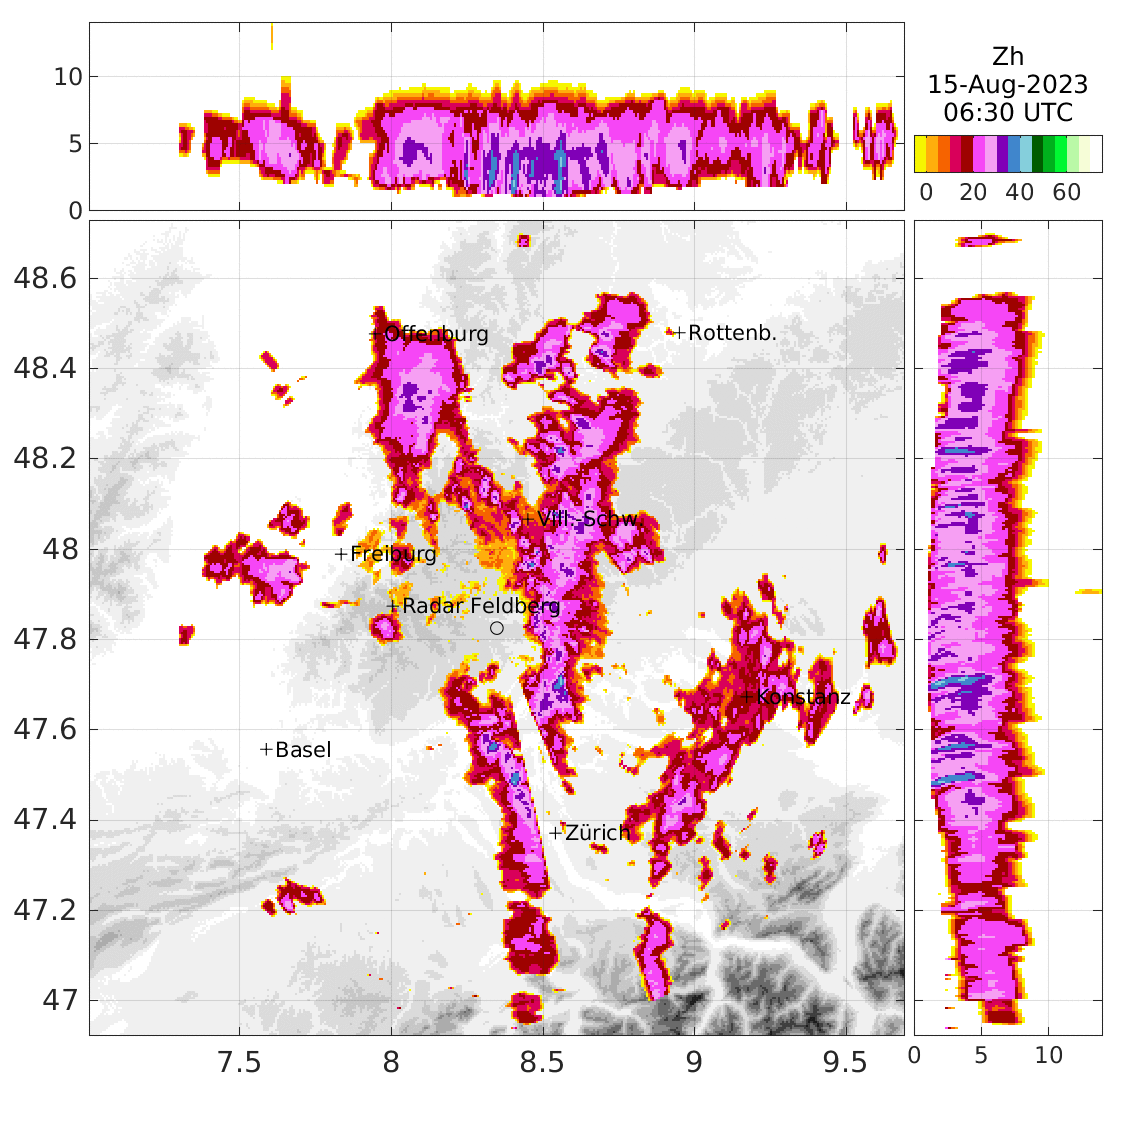 Zh
15-Aug-2023
06:30 UTC
0 20 40 60
10
5
0
48.6
48.4
48.2
48
47.8
47.6
47.4
47.2
47
+Offenburg
+Rottenb.
+Vill.-Schw.
+Freiburg
+Radar Feldberg
+Konstanz
+Basel
+Zürich
7.5 8 8.5 9 9.5
0 5 10